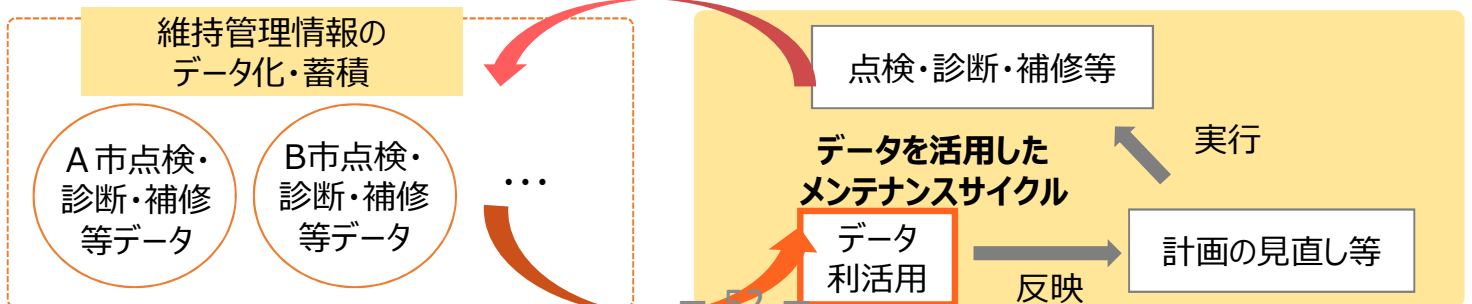 維持管理情報の
データ化・蓄積
A市点検・
診断・補修
等データ
B市点検・
診断・補修
等データ
…
点検・診断・補修等
実行
データを活用した
メンテナンスサイクル
データ
利活用
反映
計画の見直し等